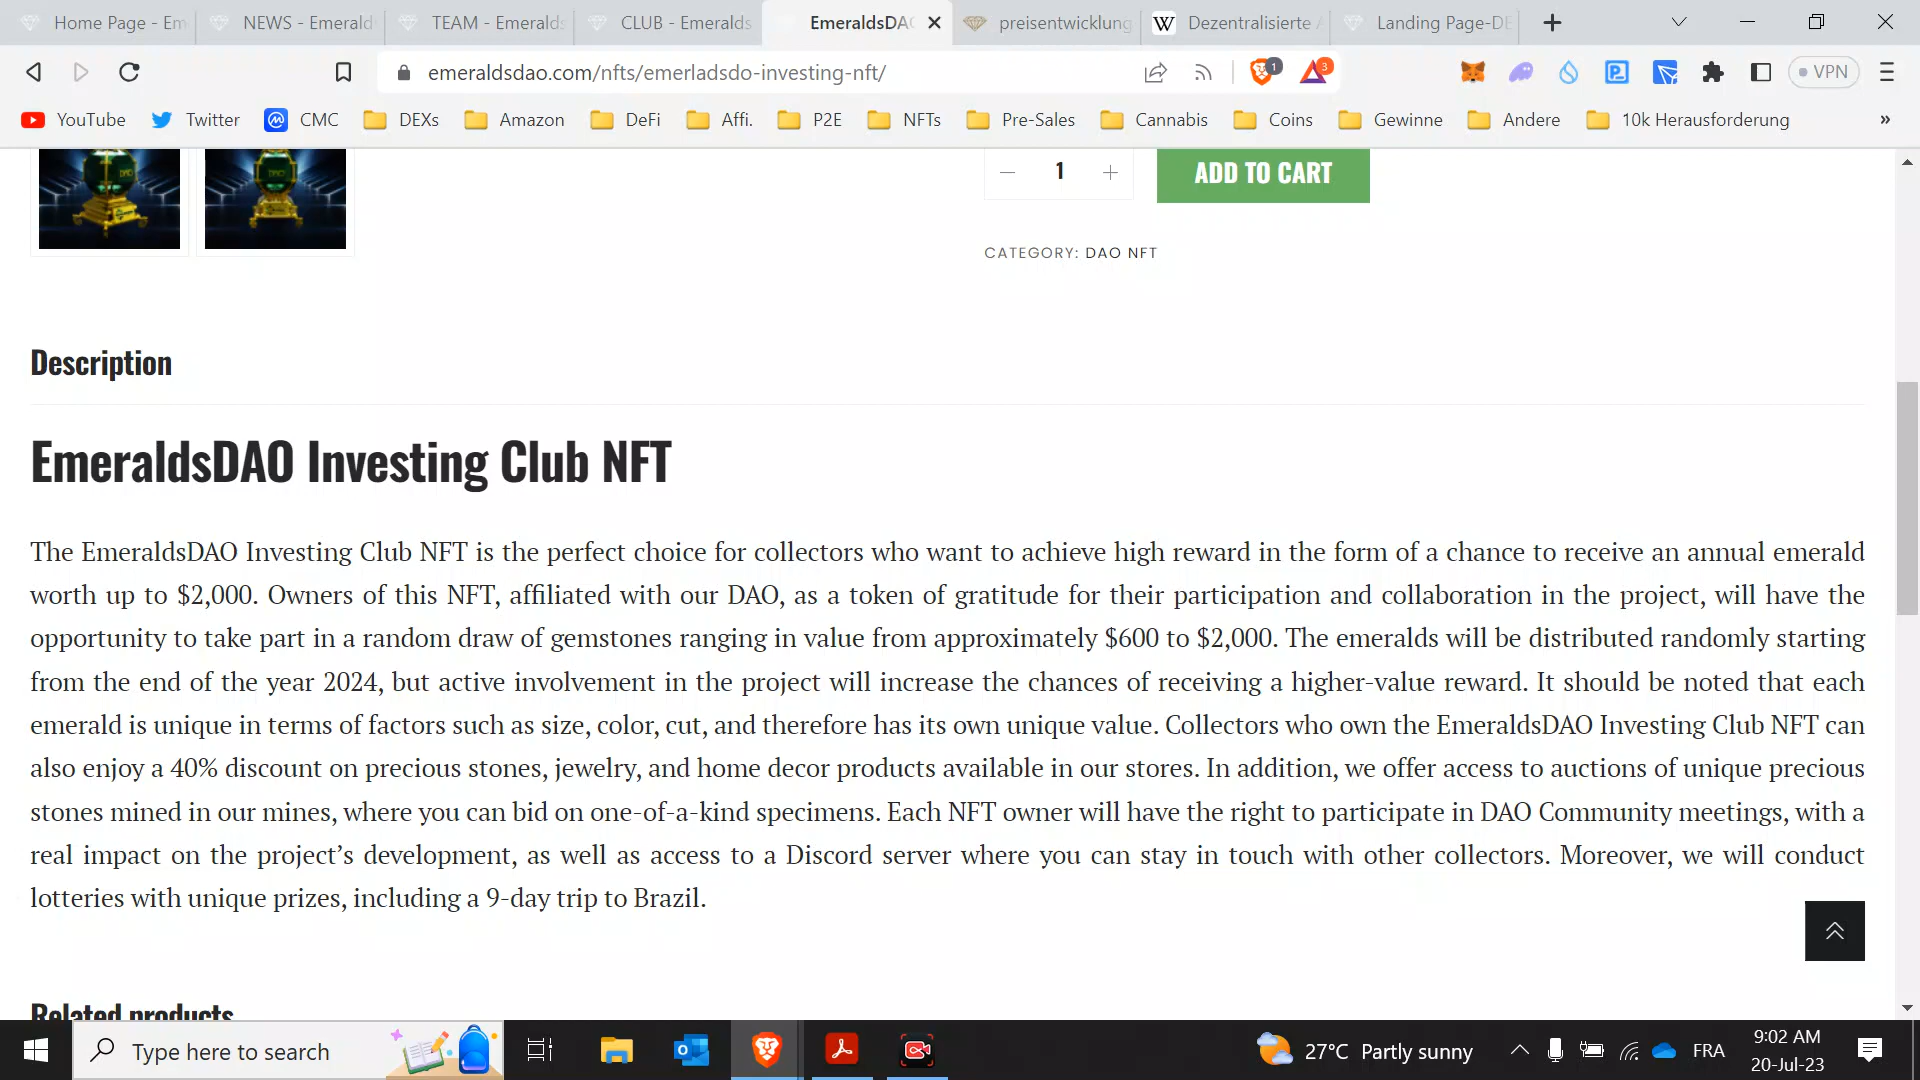 Home Page - Em
NEWS - Emerald
TEAM - Emeralds
CLUB - Emeralds
EmeraldsDAO
preisentwicklung
W Dezentralisierte A
Landing Page-DE
emeraldsdao.com/nfts/emerladsdo-investing-nft/
1
3
VPN
YouTube
Twitter
CMC
DEXs
Amazon
DeFi
Affi.
P2E
NFTs
Pre-Sales
Cannabis
Coins
Gewinne
Andere
10k Herausforderung
»
— 1 +
ADD TO CART
CATEGORY: DAO NFT
Description
EmeraldsDAO Investing Club NFT
The EmeraldsDAO Investing Club NFT is the perfect choice for collectors who want to achieve high reward in the form of a chance to receive an annual emerald
worth up to $2,000. Owners of this NFT, affiliated with our DAO, as a token of gratitude for their participation and collaboration in the project, will have the
opportunity to take part in a random draw of gemstones ranging in value from approximately $600 to $2,000. The emeralds will be distributed randomly starting
from the end of the year 2024, but active involvement in the project will increase the chances of receiving a higher-value reward. It should be noted that each
emerald is unique in terms of factors such as size, color, cut, and therefore has its own unique value. Collectors who own the EmeraldsDAO Investing Club NFT can
also enjoy a 40% discount on precious stones, jewelry, and home decor products available in our stores. In addition, we offer access to auctions of unique precious
stones mined in our mines, where you can bid on one-of-a-kind specimens. Each NFT owner will have the right to participate in DAO Community meetings, with a
real impact on the project’s development, as well as access to a Discord server where you can stay in touch with other collectors. Moreover, we will conduct
lotteries with unique prizes, including a 9-day trip to Brazil.
Related products
Type here to search
27°C Partly sunny
FRA
9:02 AM
20-Jul-23